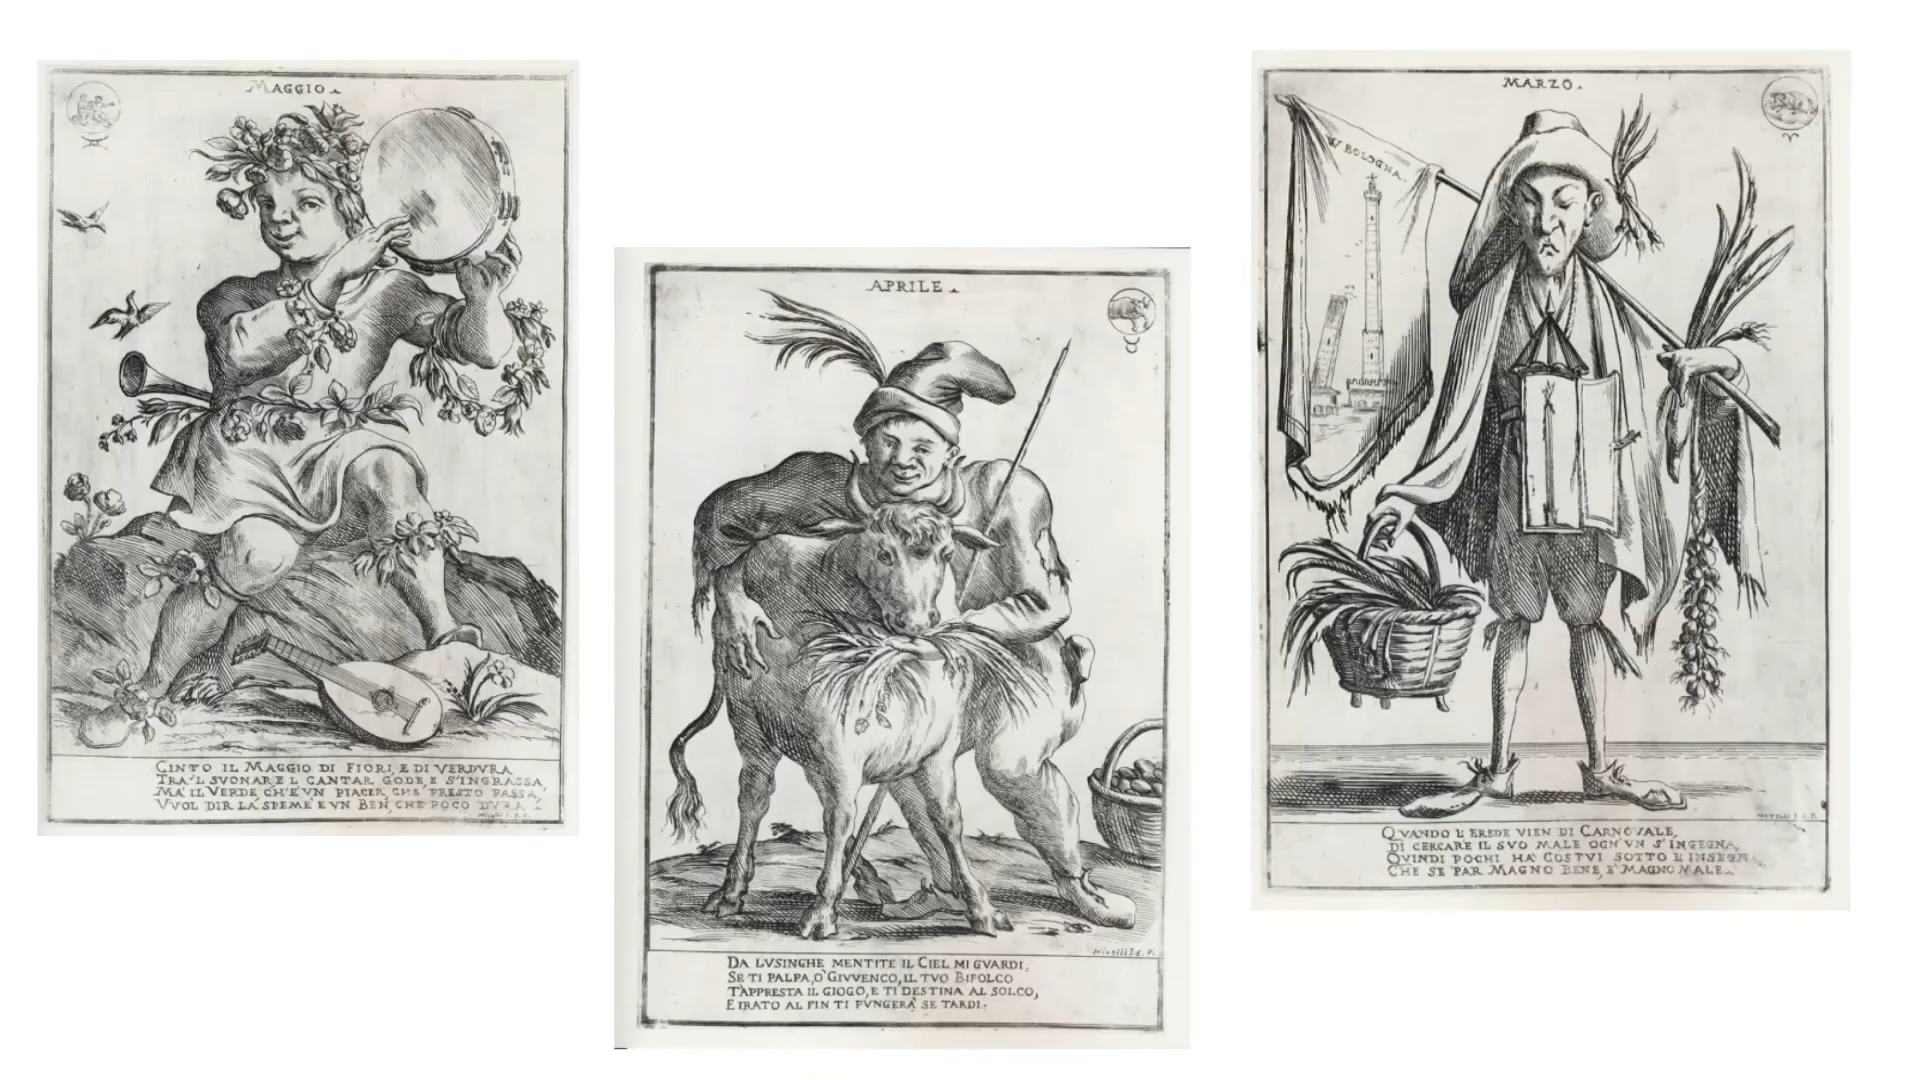 MAGGIO.
CINTO IL MAGGIO DI FIORI, E DI VERDVRA
TRA'L SVONARE L CANTAR GODE E S'INGRASSA,
MA IL VERDE CH'È VN PIACER, CHE PRESTO PASSA,
VVOL DIR LA SPEME È VN BEN, CHE POCO DVRA
APRILE.
DA LVSINGHE MENTITE IL CIEL MI GVARDI,
SE TI PALPA, O' GIVVENCO, IL TVO BIFOLCO
T'APPRESTA IL GIOGO, E TI DESTINA AL SOLCO,
E IRATO AL FIN TI PVNGERÀ SE TARDI.
Mitelli I. E. F.
MARZO.
W BOLOGNA.
QVANDO L'EREDE VIEN DI CARNOVALE,
DI CERCARE IL SVO MALE OGN'VN S'INGEGNA,
QVINDI POCHI HA COSTVI SOTTO L'INSEGNA
CHE SE PAR MAGNO BENE, E' MAGNO MALE.